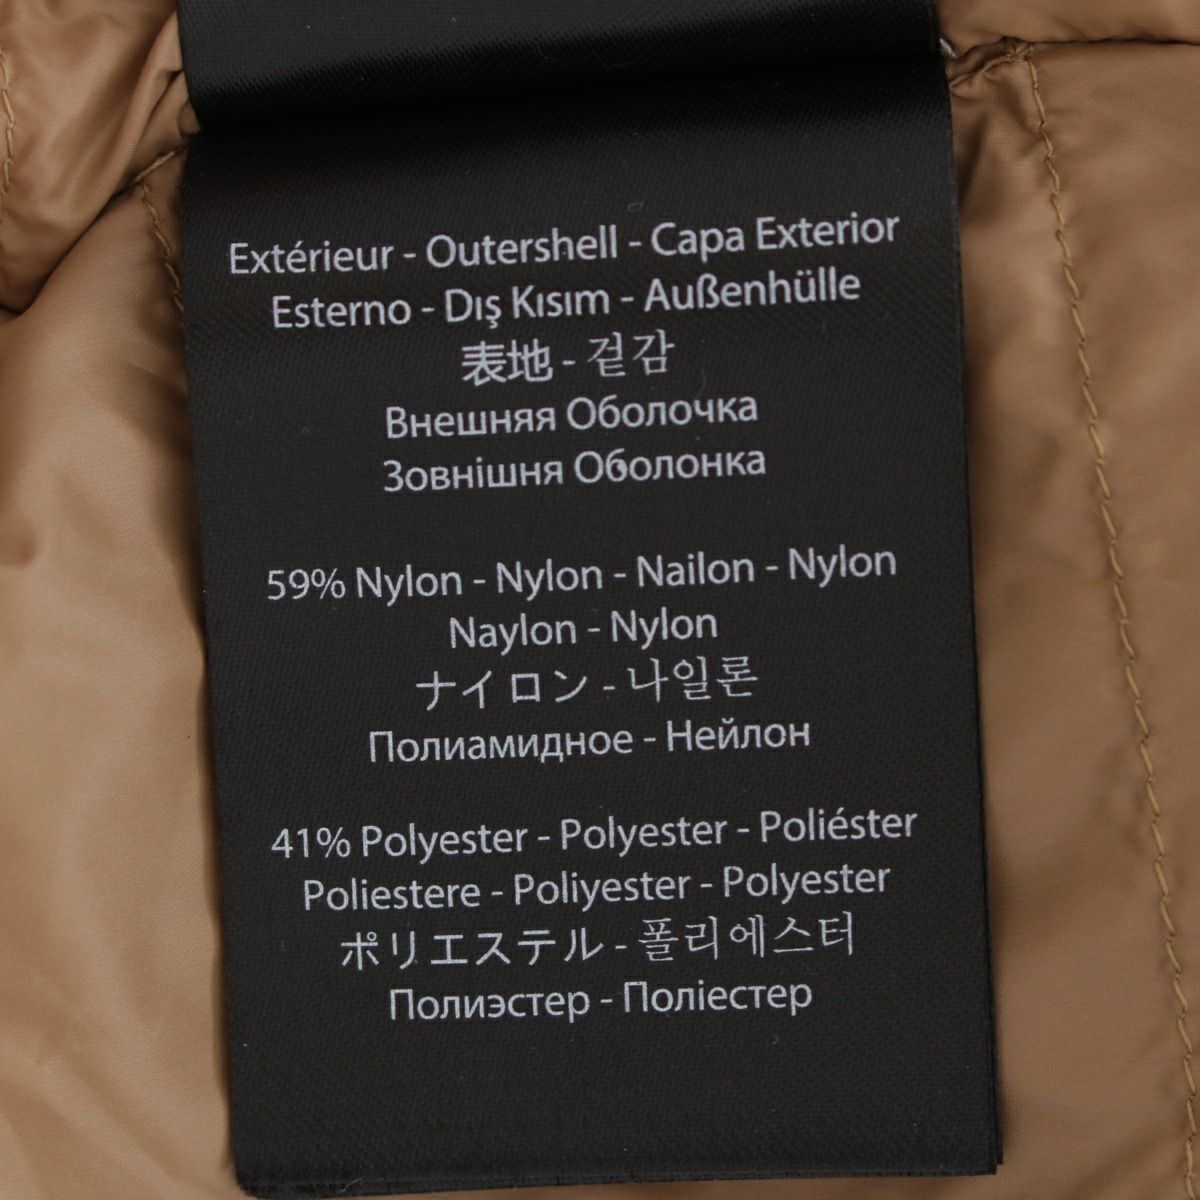 Extérieur - Outershell - Capa Exterior
Esterno - Dış Kısım - Außenhülle
表地 - 겉감
Внешняя Оболочка
Зовнішня Оболонка
59% Nylon - Nylon - Nailon - Nylon
Naylon - Nylon
ナイロン - 나일론
Полиамидное - Нейлон
41% Polyester - Polyester - Poliéster
Poliestere - Poliyester - Polyester
ポリエステル - 폴리에스터
Полиэстер - Поліестер